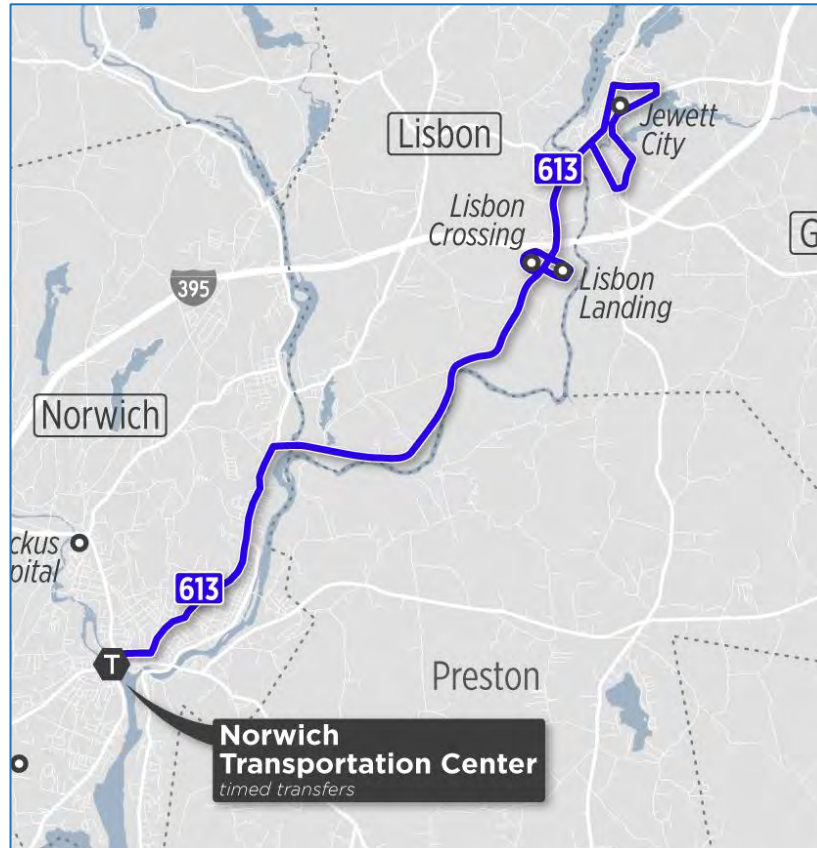 Jewett
City
Lisbon
613
Lisbon
Crossing
G
Lisbon
Landing
395
Norwich
ckus
pital
613
T
Preston
Norwich
Transportation Center
timed transfers